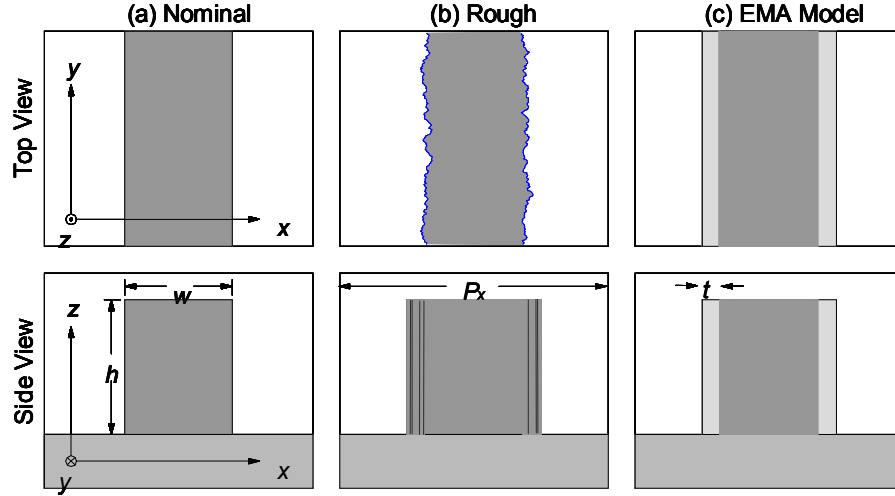 (a) Nominal
(b) Rough
(c) EMA Model
Top View
y
x
z
Side View
w
z
h
y
x
Px
t